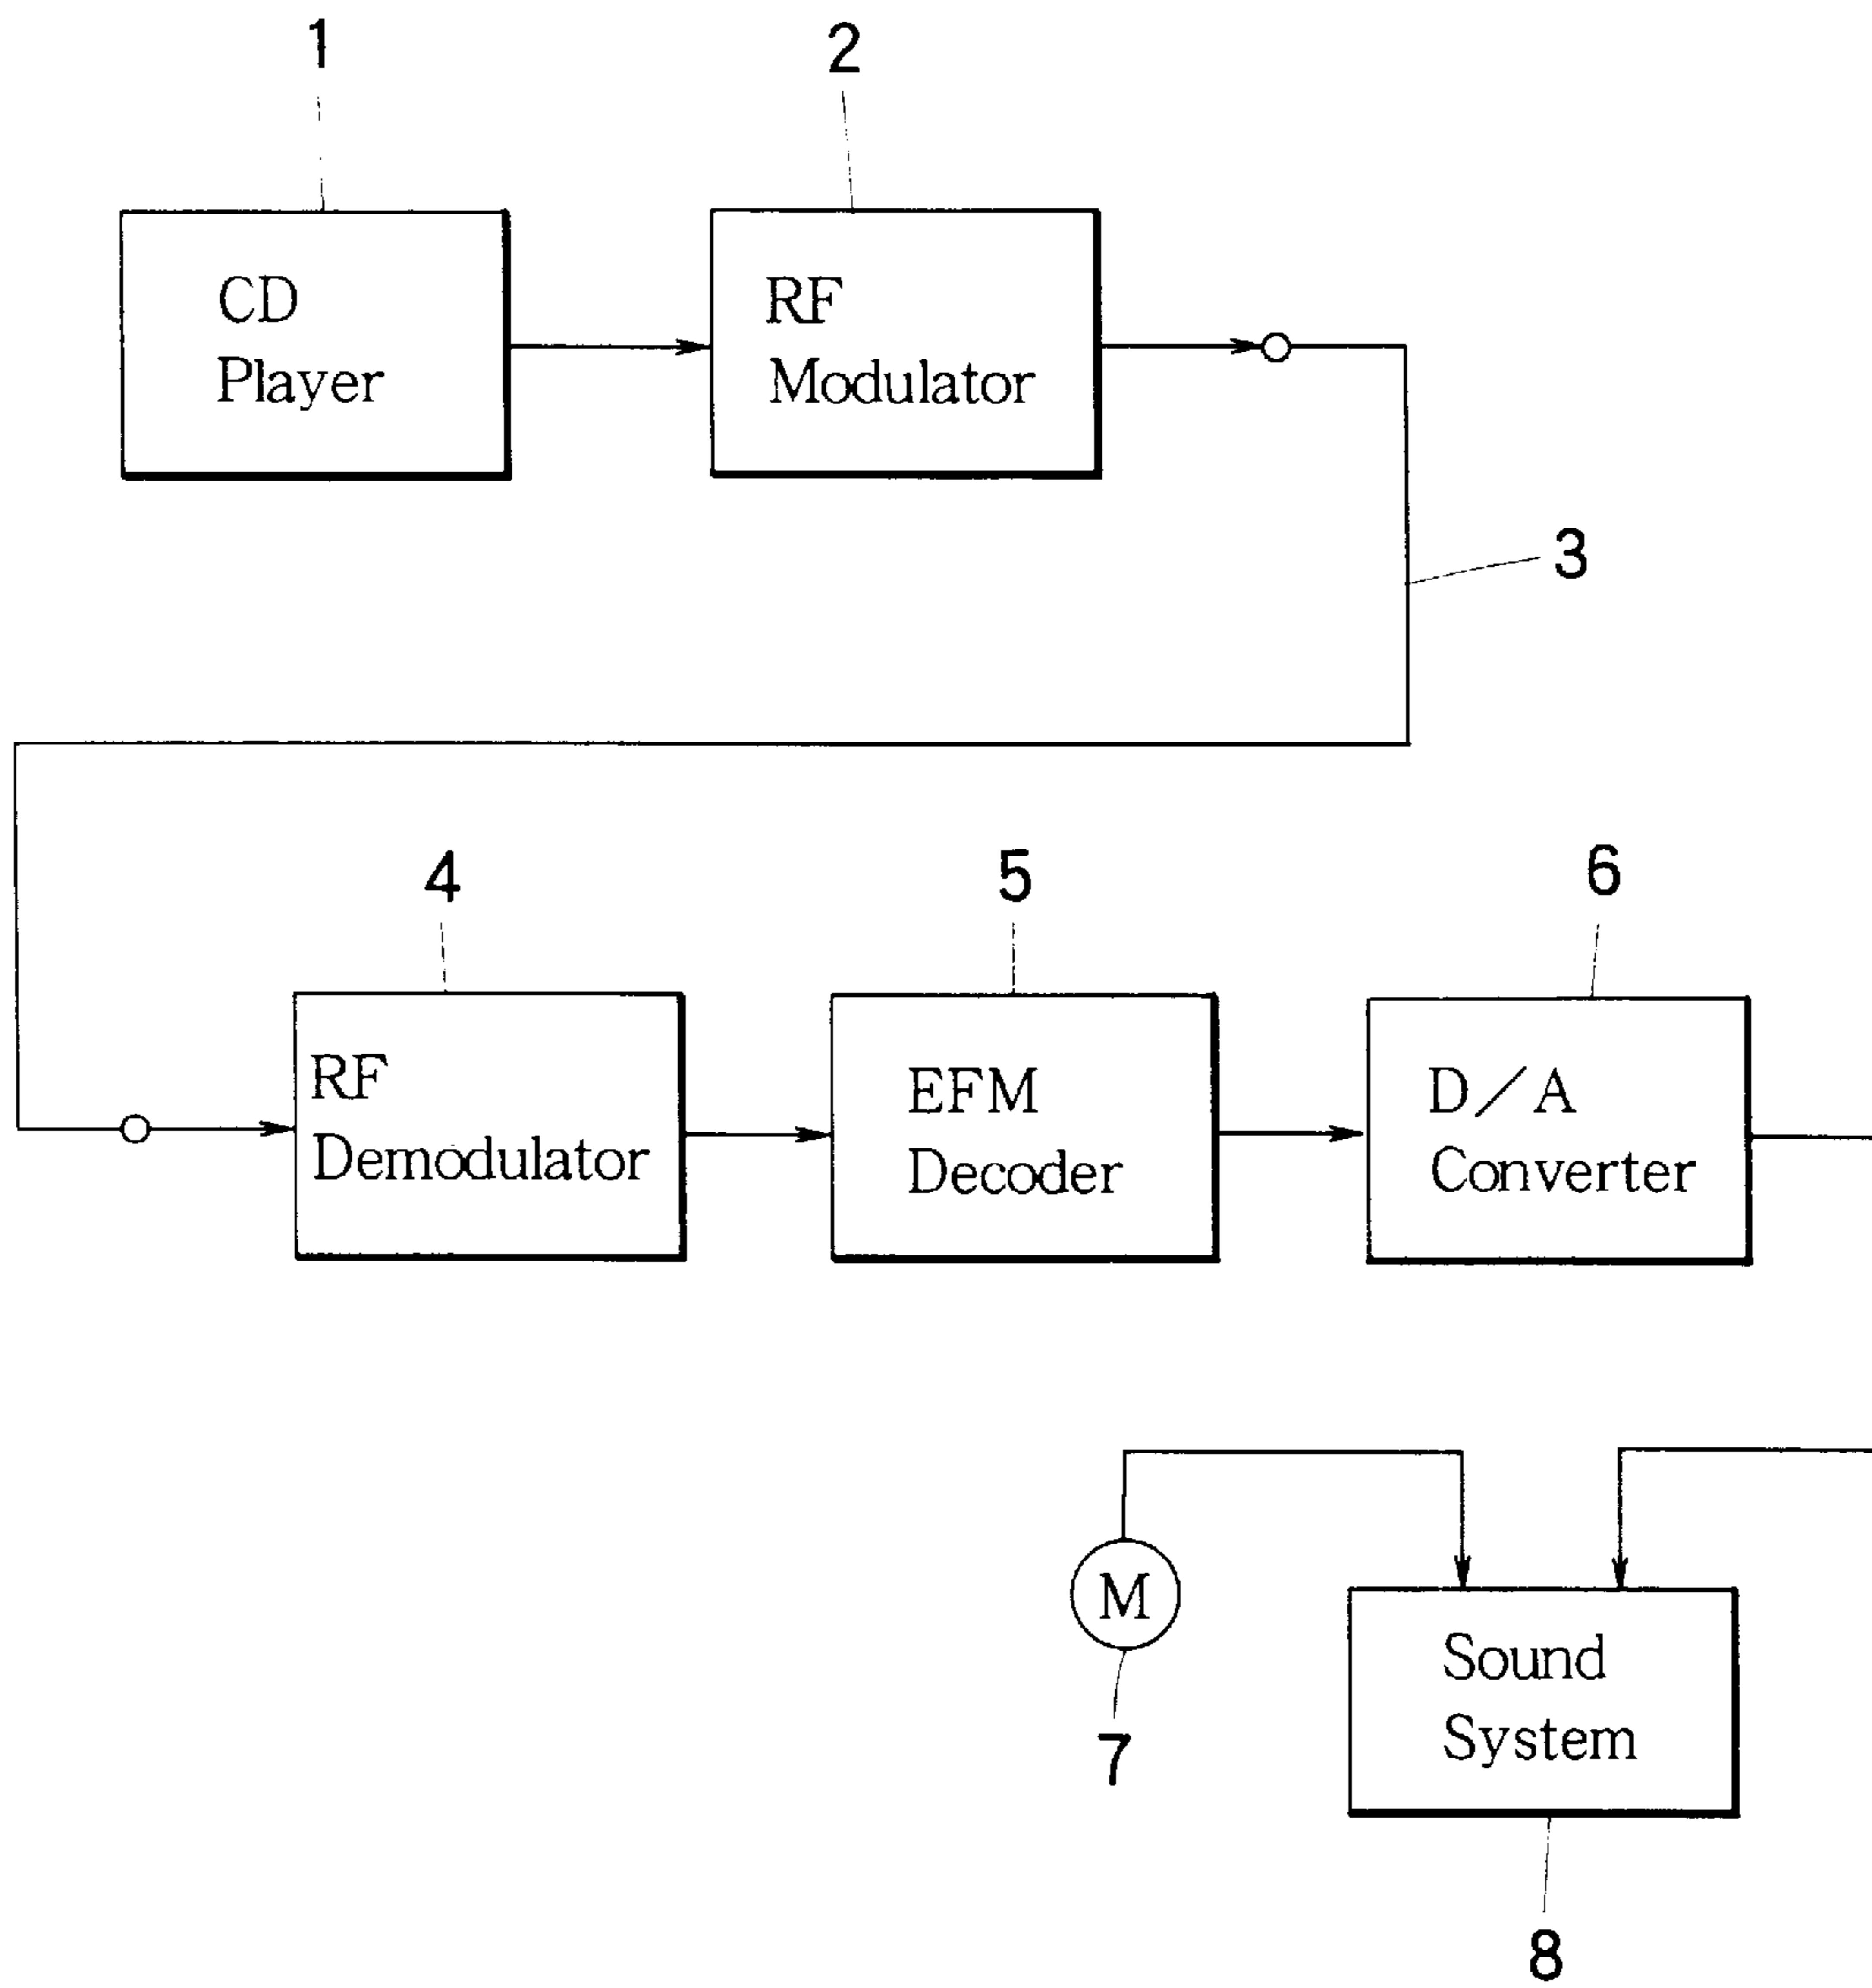 1
2
CD
Player
RF
Modulator
3
4
5
6
RF
Demodulator
EFM
Decoder
D/A
Converter
M
7
Sound
System
8